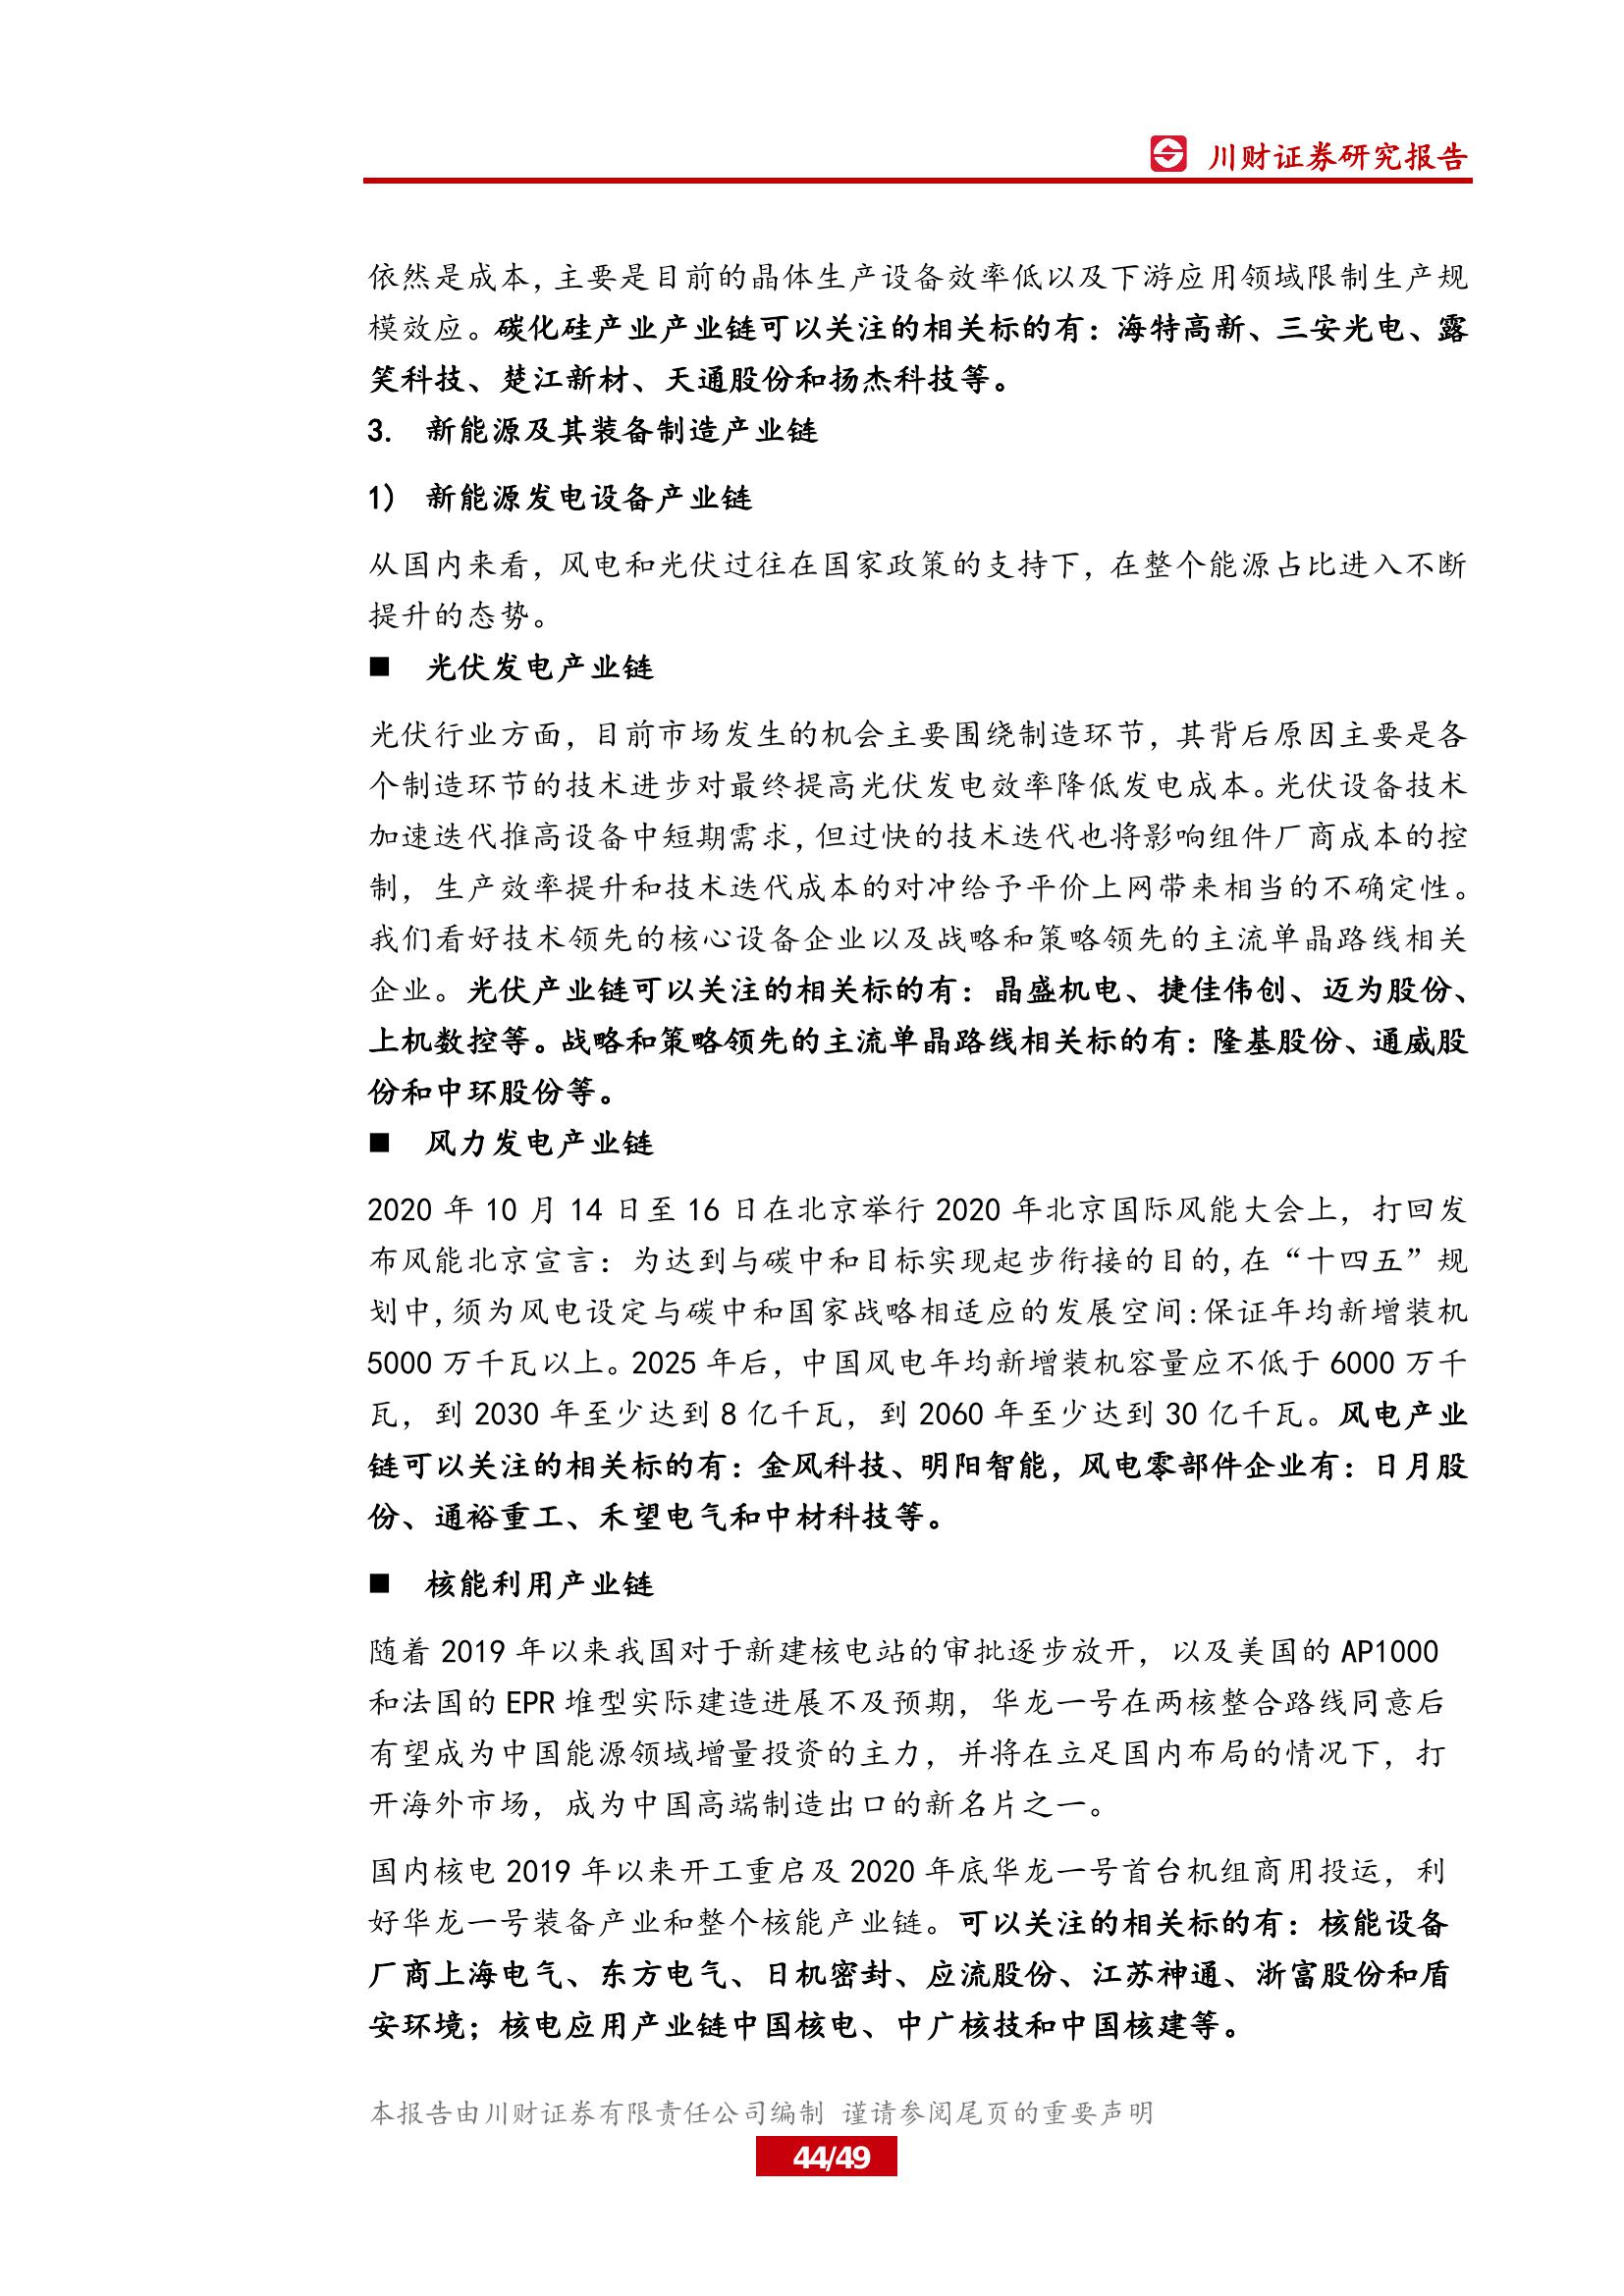 川财证券研究报告
依然是成本，主要是目前的晶体生产设备效率低以及下游应用领域限制生产规
模效应。碳化硅产业产业链可以关注的相关标的有：海特高新、三安光电、露
笑科技、楚江新材、天通股份和扬杰科技等。
3. 新能源及其装备制造产业链
1) 新能源发电设备产业链
从国内来看，风电和光伏过往在国家政策的支持下，在整个能源占比进入不断
提升的态势。
■ 光伏发电产业链
光伏行业方面，目前市场发生的机会主要围绕制造环节，其背后原因主要是各
个制造环节的技术进步对最终提高光伏发电效率降低发电成本。光伏设备技术
加速迭代推高设备中短期需求，但过快的技术迭代也将影响组件厂商成本的控
制，生产效率提升和技术迭代成本的对冲给予平价上网带来相当的不确定性。
我们看好技术领先的核心设备企业以及战略和策略领先的主流单晶路线相关
企业。光伏产业链可以关注的相关标的有：晶盛机电、捷佳伟创、迈为股份、
上机数控等。战略和策略领先的主流单晶路线相关标的有：隆基股份、通威股
份和中环股份等。
■ 风力发电产业链
2020 年 10 月 14 日至 16 日在北京举行 2020 年北京国际风能大会上，打回发
布风能北京宣言：为达到与碳中和目标实现起步衔接的目的,在“十四五”规
划中,须为风电设定与碳中和国家战略相适应的发展空间:保证年均新增装机
5000 万千瓦以上。2025 年后，中国风电年均新增装机容量应不低于 6000 万千
瓦，到 2030 年至少达到 8 亿千瓦，到 2060 年至少达到 30 亿千瓦。风电产业
链可以关注的相关标的有：金风科技、明阳智能，风电零部件企业有：日月股
份、通裕重工、禾望电气和中材科技等。
■ 核能利用产业链
随着 2019 年以来我国对于新建核电站的审批逐步放开，以及美国的 AP1000
和法国的 EPR 堆型实际建造进展不及预期，华龙一号在两核整合路线同意后
有望成为中国能源领域增量投资的主力，并将在立足国内布局的情况下，打
开海外市场，成为中国高端制造出口的新名片之一。
国内核电 2019 年以来开工重启及 2020 年底华龙一号首台机组商用投运，利
好华龙一号装备产业和整个核能产业链。可以关注的相关标的有：核能设备
厂商上海电气、东方电气、日机密封、应流股份、江苏神通、浙富股份和盾
安环境；核电应用产业链中国核电、中广核技和中国核建等。
本报告由川财证券有限责任公司编制 谨请参阅尾页的重要声明
44/49